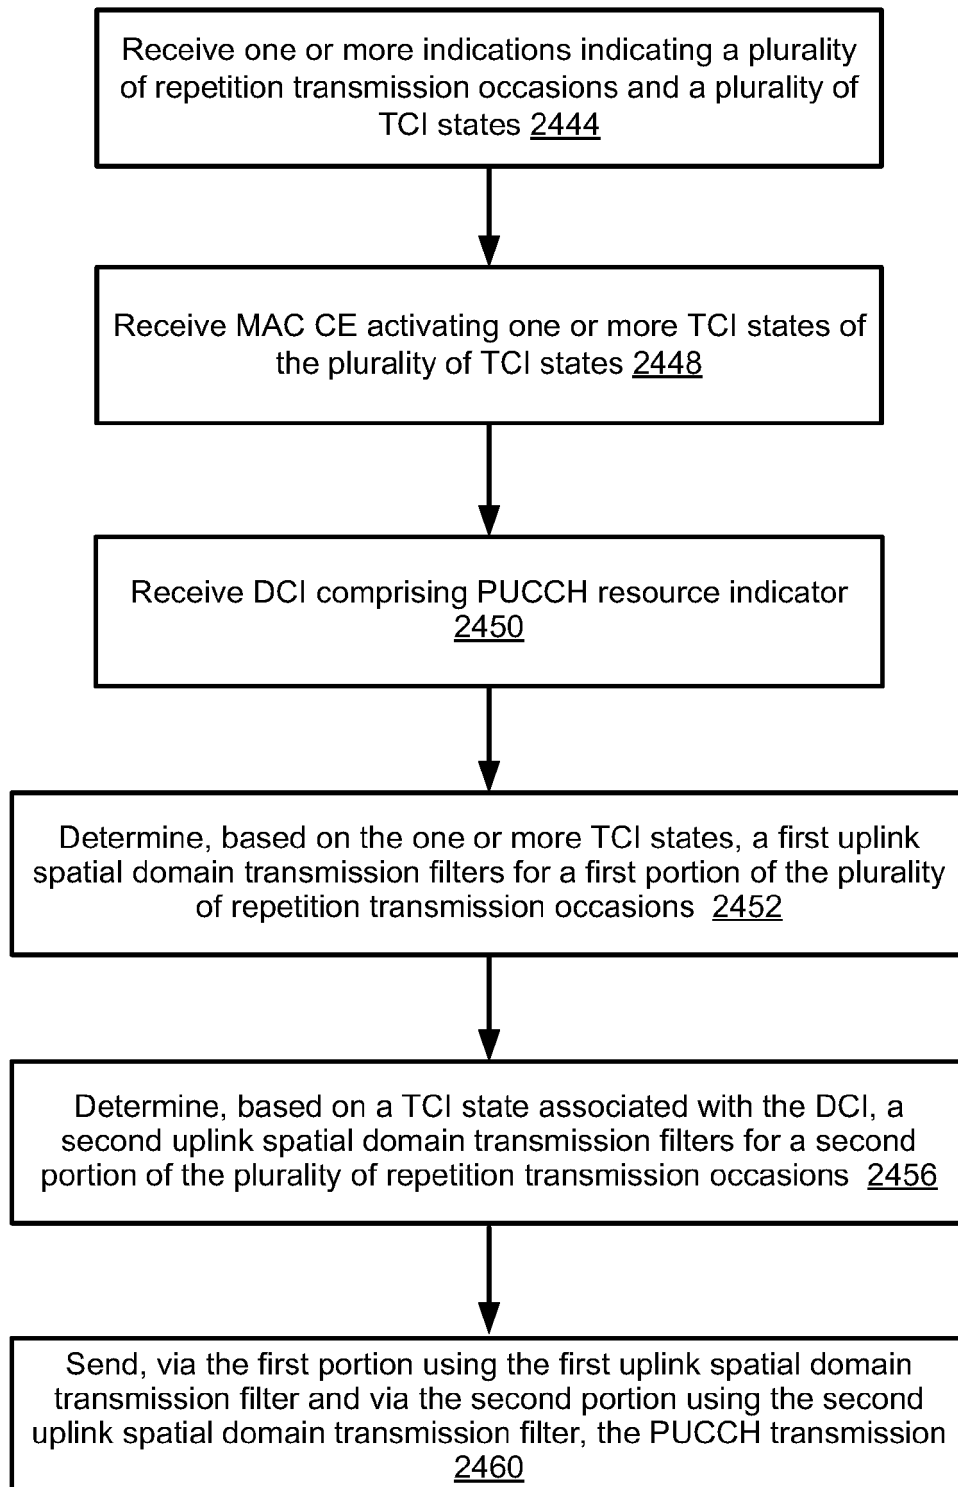 Receive one or more indications indicating a plurality
of repetition transmission occasions and a plurality of
TCI states 2444
Receive MAC CE activating one or more TCI states of
the plurality of TCI states 2448
Receive DCI comprising PUCCH resource indicator
2450
Determine, based on the one or more TCI states, a first uplink
spatial domain transmission filters for a first portion of the plurality
of repetition transmission occasions 2452
Determine, based on a TCI state associated with the DCI, a
second uplink spatial domain transmission filters for a second
portion of the plurality of repetition transmission occasions 2456
Send, via the first portion using the first uplink spatial domain
transmission filter and via the second portion using the second
uplink spatial domain transmission filter, the PUCCH transmission
2460